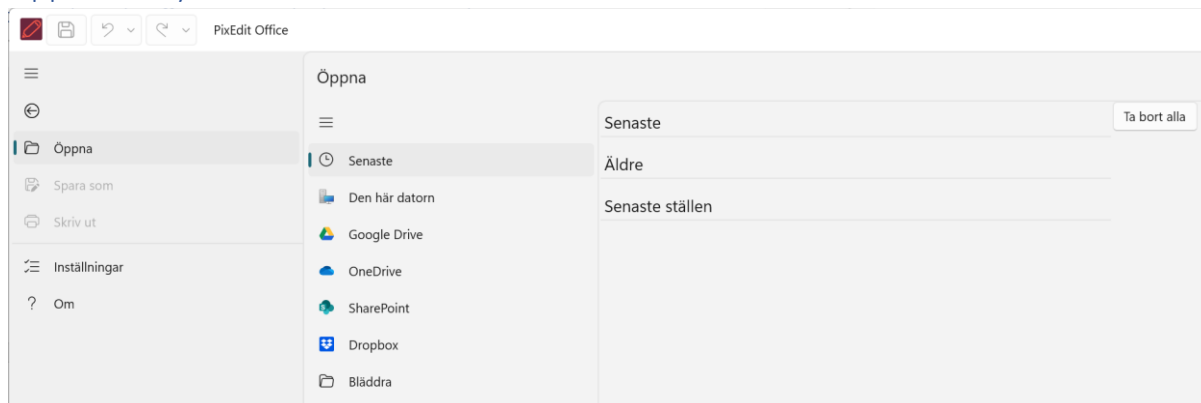 PixEdit Office
Öppna
Spara som
Skriv ut
Inställningar
Om
Öppna
Senaste
Den här datorn
Google Drive
OneDrive
SharePoint
Dropbox
Bläddra
Senaste
Ta bort alla
Äldre
Senaste ställen